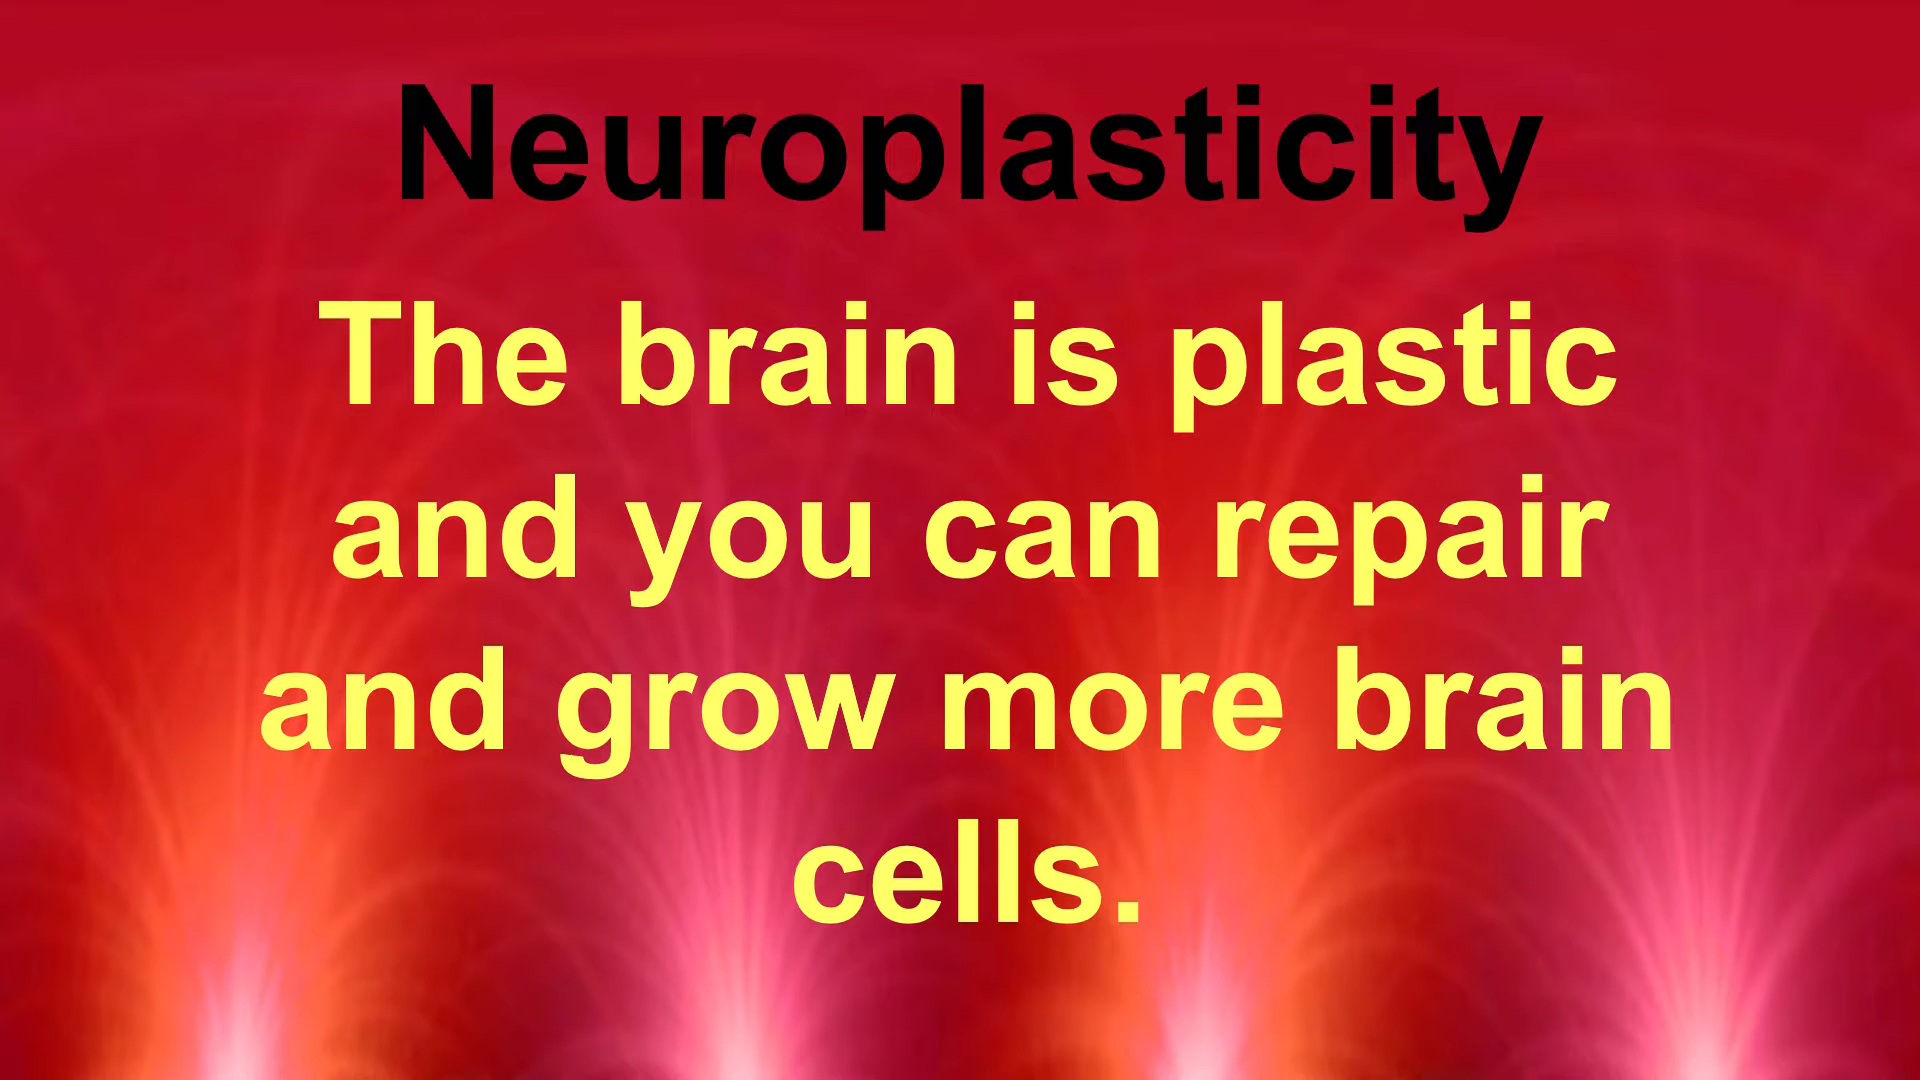 Neuroplasticity
The brain is plastic
and you can repair
and grow more brain
cells.